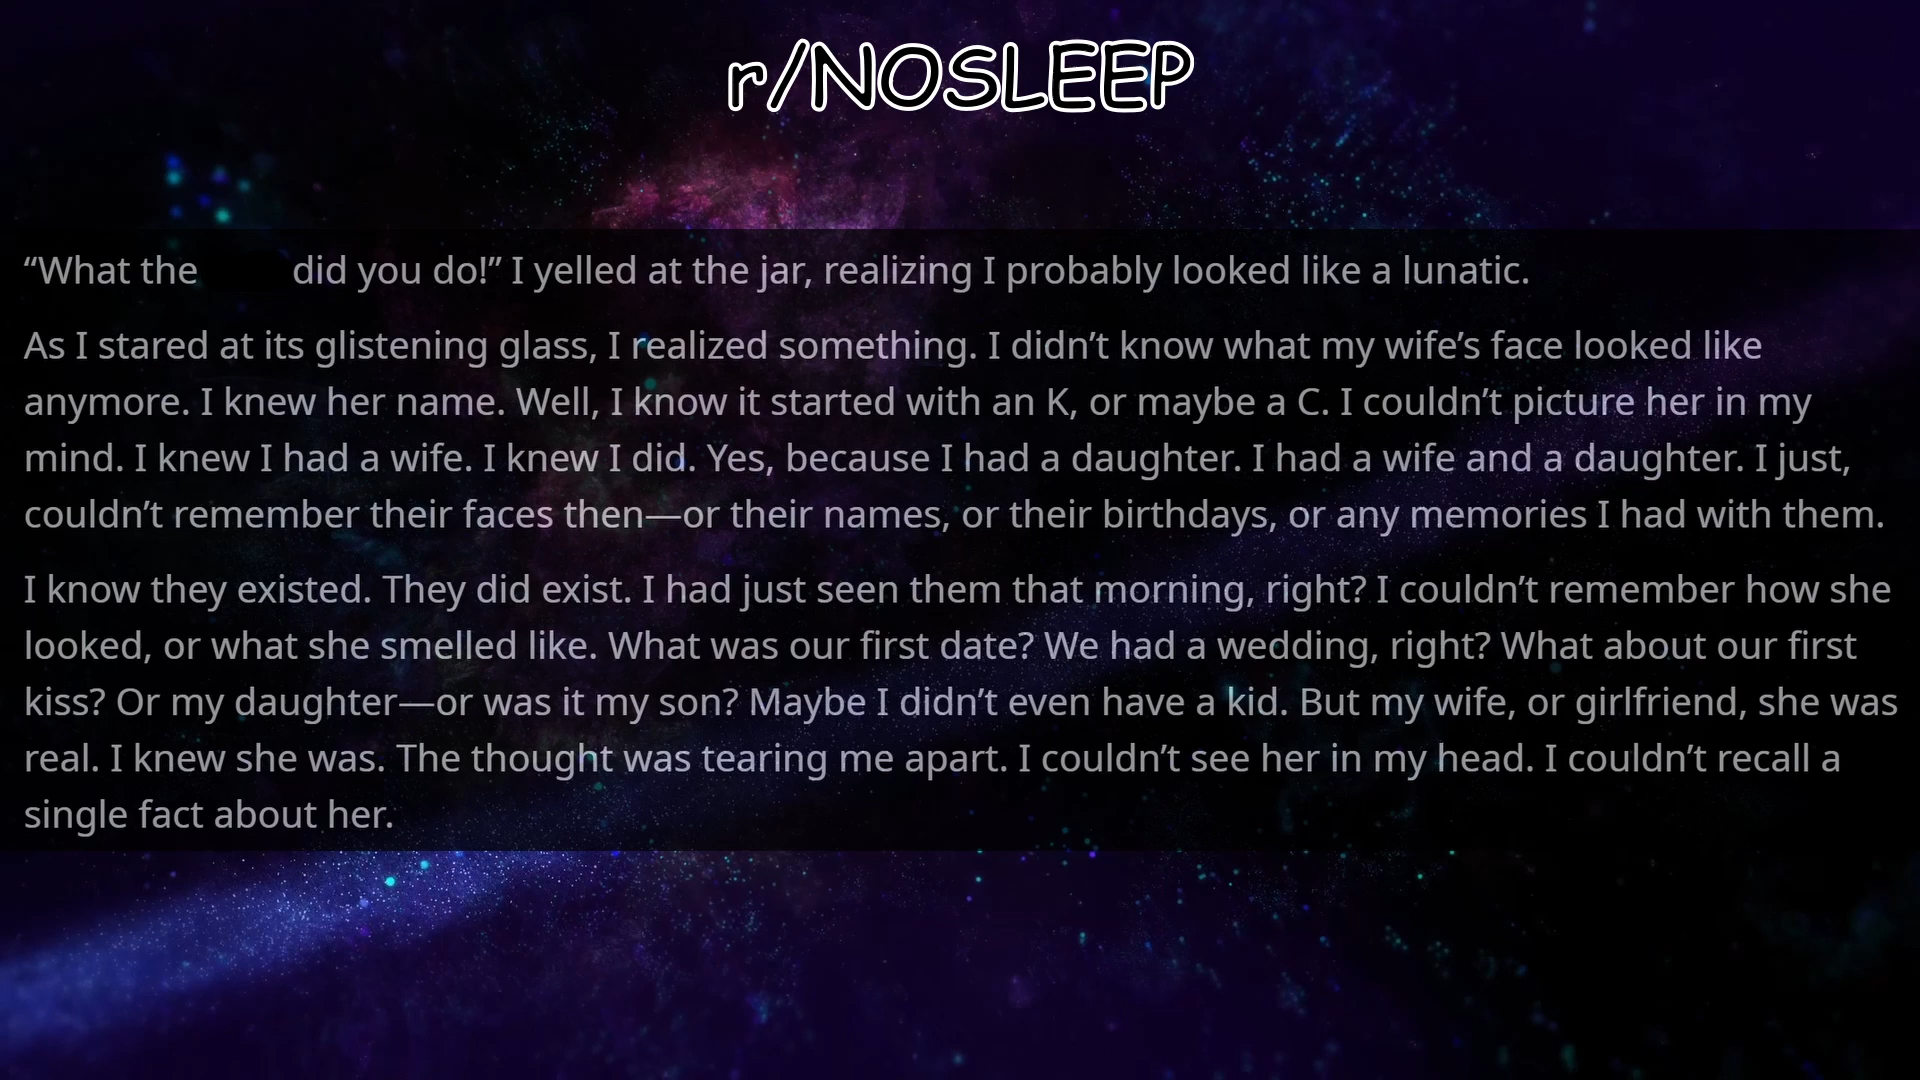 r/NOSLEEP
“What the did you do!” I yelled at the jar, realizing I probably looked like a lunatic.
As I stared at its glistening glass, I realized something. I didn’t know what my wife’s face looked like
anymore. I knew her name. Well, I know it started with an K, or maybe a C. I couldn’t picture her in my
mind. I knew I had a wife. I knew I did. Yes, because I had a daughter. I had a wife and a daughter. I just,
couldn’t remember their faces then—or their names, or their birthdays, or any memories I had with them.
I know they existed. They did exist. I had just seen them that morning, right? I couldn’t remember how she
looked, or what she smelled like. What was our first date? We had a wedding, right? What about our first
kiss? Or my daughter—or was it my son? Maybe I didn’t even have a kid. But my wife, or girlfriend, she was
real. I knew she was. The thought was tearing me apart. I couldn’t see her in my head. I couldn’t recall a
single fact about her.